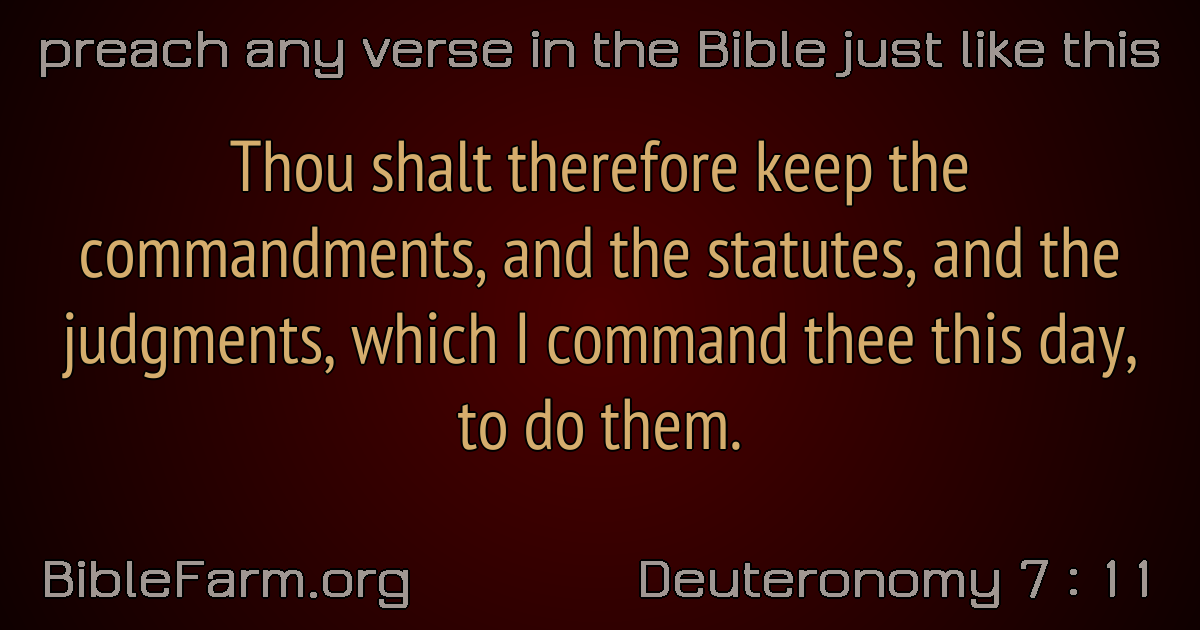 preach any verse in the Bible just like this
Thou shalt therefore keep the
commandments, and the statutes, and the
judgments, which I command thee this day,
to do them.
BibleFarm.org
Deuteronomy 7 : 11